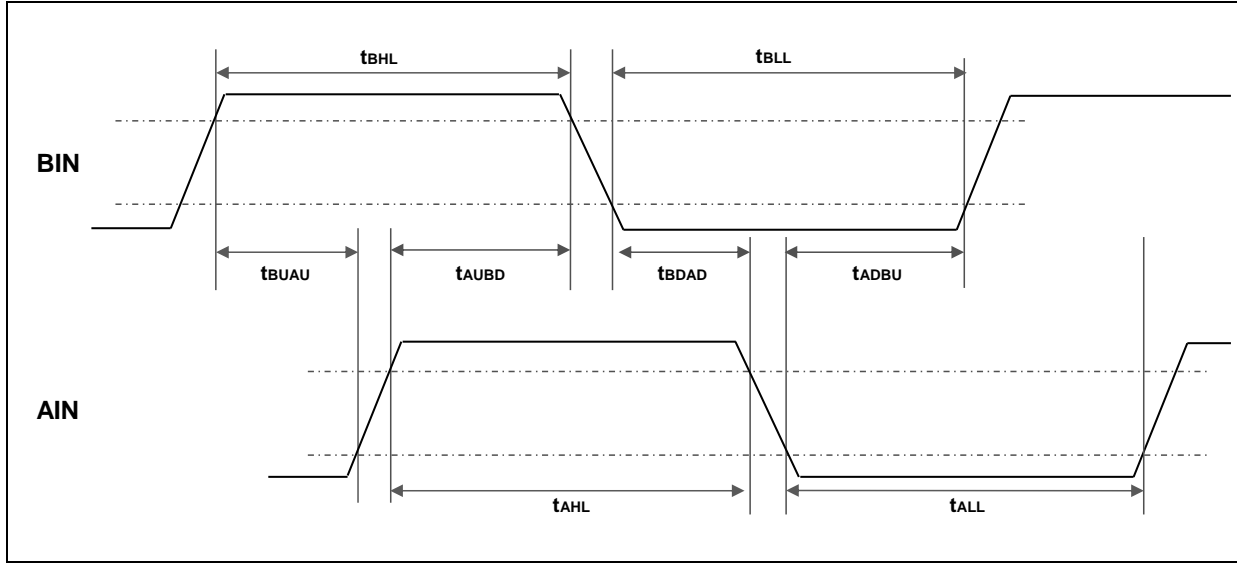 tBHL
tBLL
BIN
tBUAU
tAUBD
tBDAD
tADBU
AIN
tAHL
tALL